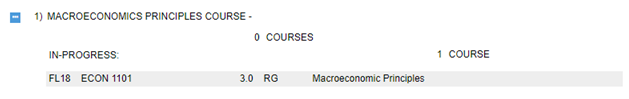 1) MACROECONOMICS PRINCIPLES COURSE -
0 COURSES
IN-PROGRESS: 1 COURSE
FL18 ECON 1101 3.0 RG Macroeconomic Principles